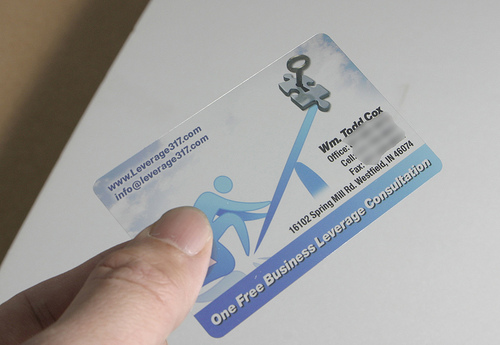 www.Leverage317.com
info@leverage317.com
Wm. Todd Cox
Office:
Cell:
Fax:
16102 Spring Mill Rd. Westfield, IN 46074
One Free Business Leverage Consultation